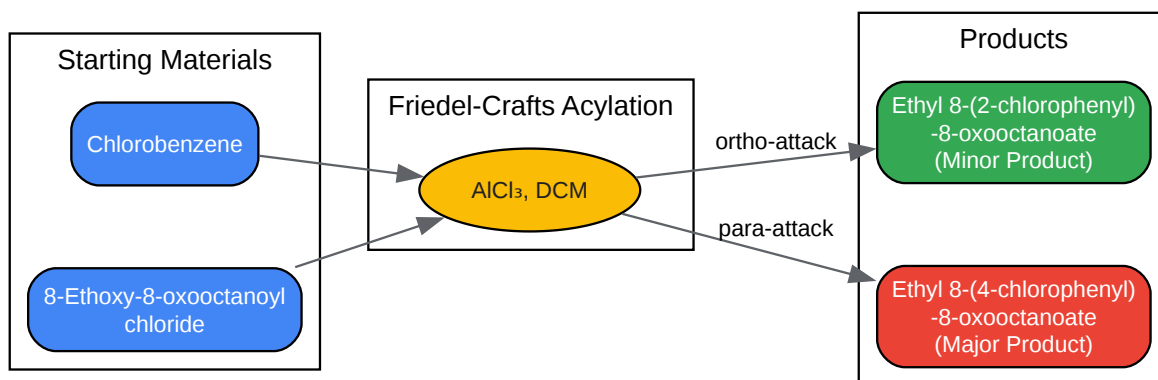 Starting Materials
Chlorobenzene
8-Ethoxy-8-oxooctanoyl
chloride
Friedel-Crafts Acylation
AlCl₃, DCM
ortho-attack
para-attack
Products
Ethyl 8-(2-chlorophenyl)
-8-oxooctanoate
(Minor Product)
Ethyl 8-(4-chlorophenyl)
-8-oxooctanoate
(Major Product)